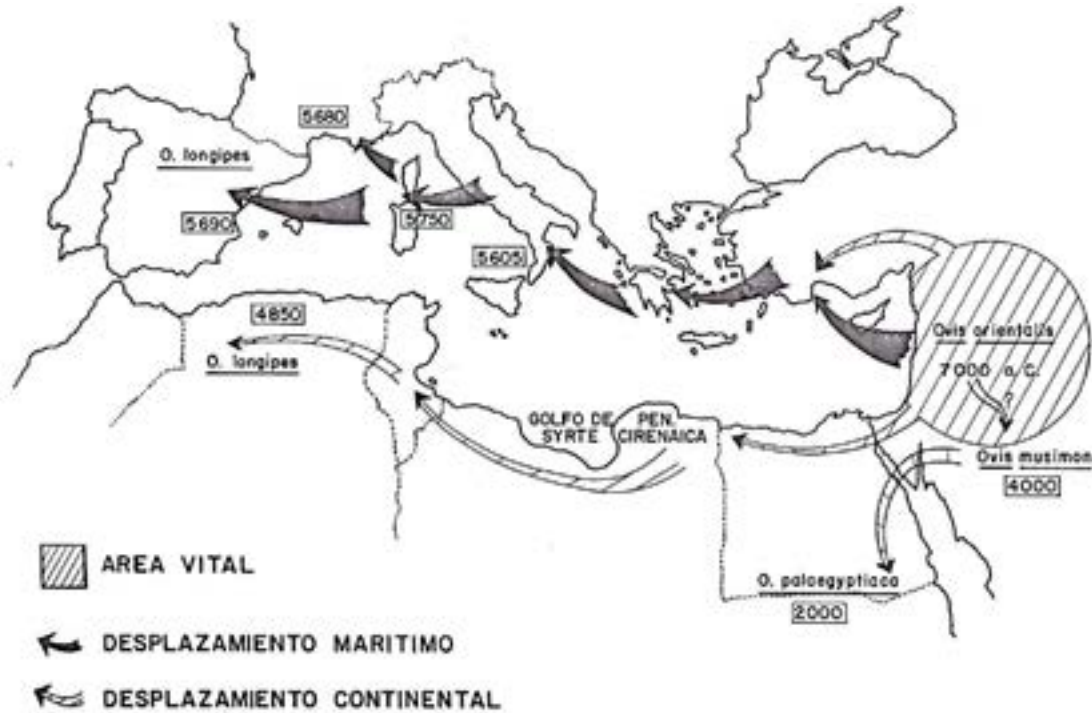 5680
O. longipes
5690
5750
5605
4850
O. longipes
Ovis orientalis
7000 a.C.
?
GOLFO DE
SYRTE
PEN.
CIRENAICA
Ovis musimon
4000
O. paloegyptiaca
2000
AREA VITAL
DESPLAZAMIENTO MARITIMO
DESPLAZAMIENTO CONTINENTAL